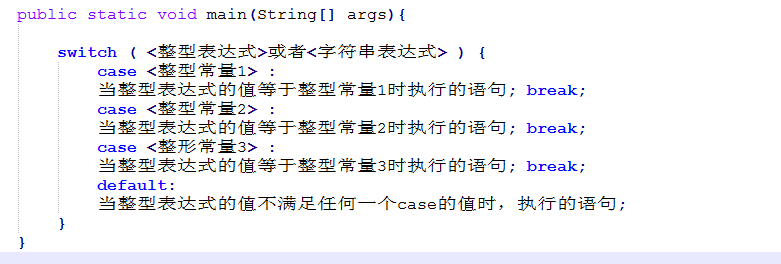 public static void main(String[] args){
switch ( <整型表达式>或者<字符串表达式> ) {
case <整型常量1> :
当整型表达式的值等于整型常量1时执行的语句; break;
case <整型常量2> :
当整型表达式的值等于整型常量2时执行的语句; break;
case <整形常量3> :
当整型表达式的值等于整型常量3时执行的语句; break;
default:
当整型表达式的值不满足任何一个case的值时，执行的语句;
}
}